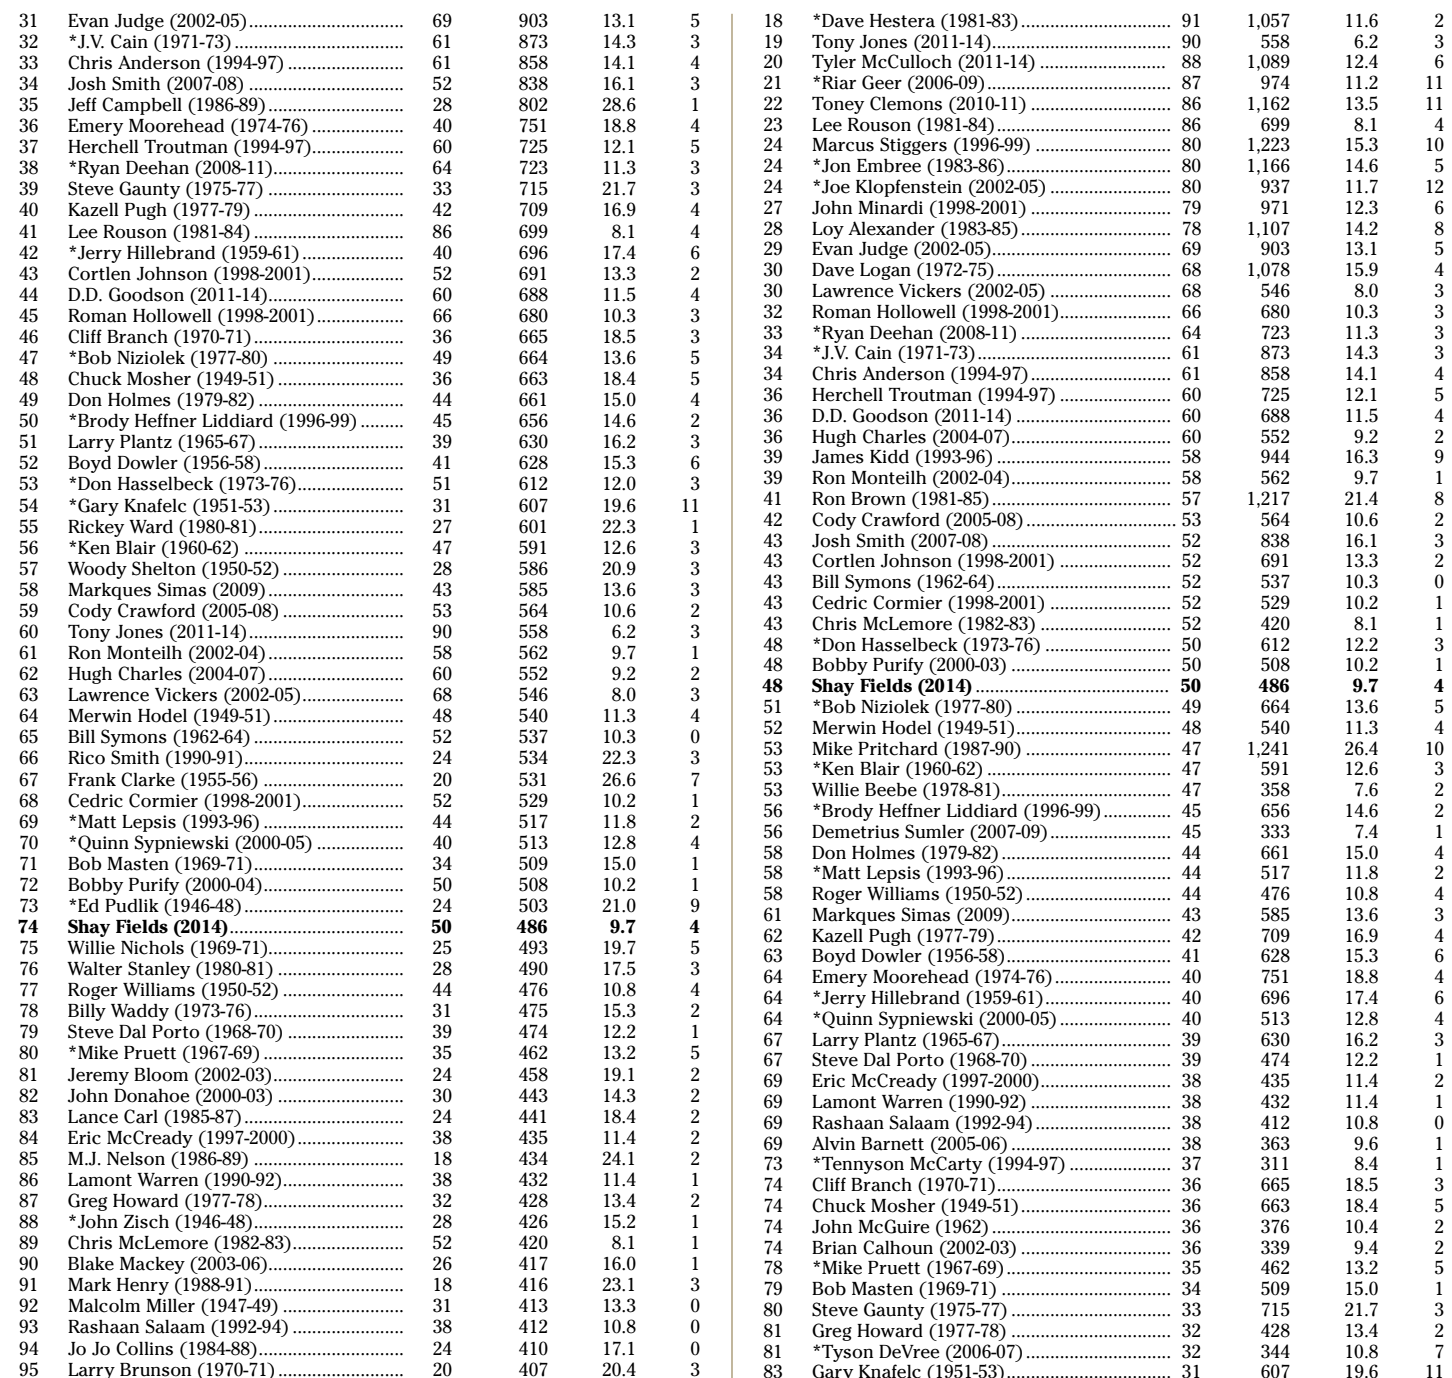 31 Evan Judge (2002-05) 69 903 13.1 5
32 *J.V. Cain (1971-73) 61 873 14.3 3
33 Chris Anderson (1994-97) 61 858 14.1 4
34 Josh Smith (2007-08) 52 838 16.1 3
35 Jeff Campbell (1986-89) 28 802 28.6 1
36 Emery Moorehead (1974-76) 40 751 18.8 4
37 Herchell Troutman (1994-97) 60 725 12.1 5
38 *Ryan Deehan (2008-11) 64 723 11.3 3
39 Steve Gaunty (1975-77) 33 715 21.7 3
40 Kazell Pugh (1977-79) 42 709 16.9 4
41 Lee Rouson (1981-84) 86 699 8.1 4
42 *Jerry Hillebrand (1959-61) 40 696 17.4 6
43 Cortlen Johnson (1998-2001) 52 691 13.3 2
44 D.D. Goodson (2011-14) 60 688 11.5 4
45 Roman Hollowell (1998-2001) 66 680 10.3 3
46 Cliff Branch (1970-71) 36 665 18.5 3
47 *Bob Niziolek (1977-80) 49 664 13.6 5
48 Chuck Mosher (1949-51) 36 663 18.4 5
49 Don Holmes (1979-82) 44 661 15.0 4
50 *Brody Heffner Liddiard (1996-99) 45 656 14.6 2
51 Larry Plantz (1965-67) 39 630 16.2 3
52 Boyd Dowler (1956-58) 41 628 15.3 6
53 *Don Hasselbeck (1973-76) 51 612 12.0 3
54 *Gary Knafelc (1951-53) 31 607 19.6 11
55 Rickey Ward (1980-81) 27 601 22.3 1
56 *Ken Blair (1960-62) 47 591 12.6 3
57 Woody Shelton (1950-52) 28 586 20.9 3
58 Markques Simas (2009) 43 585 13.6 3
59 Cody Crawford (2005-08) 53 564 10.6 2
60 Tony Jones (2011-14) 90 558 6.2 3
61 Ron Monteilh (2002-04) 58 562 9.7 1
62 Hugh Charles (2004-07) 60 552 9.2 2
63 Lawrence Vickers (2002-05) 68 546 8.0 3
64 Merwin Hodel (1949-51) 48 540 11.3 4
65 Bill Symons (1962-64) 52 537 10.3 0
66 Rico Smith (1990-91) 24 534 22.3 3
67 Frank Clarke (1955-56) 20 531 26.6 7
68 Cedric Cormier (1998-2001) 52 529 10.2 1
69 *Matt Lepsis (1993-96) 44 517 11.8 2
70 *Quinn Sypniewski (2000-05) 40 513 12.8 4
71 Bob Masten (1969-71) 34 509 15.0 1
72 Bobby Purify (2000-04) 50 508 10.2 1
73 *Ed Pudlik (1946-48) 24 503 21.0 9
74 Shay Fields (2014) 50 486 9.7 4
75 Willie Nichols (1969-71) 25 493 19.7 5
76 Walter Stanley (1980-81) 28 490 17.5 3
77 Roger Williams (1950-52) 44 476 10.8 4
78 Billy Waddy (1973-76) 31 475 15.3 2
79 Steve Dal Porto (1968-70) 39 474 12.2 1
80 *Mike Pruett (1967-69) 35 462 13.2 5
81 Jeremy Bloom (2002-03) 24 458 19.1 2
82 John Donahoe (2000-03) 30 443 14.3 2
83 Lance Carl (1985-87) 24 441 18.4 2
84 Eric McCready (1997-2000) 38 435 11.4 2
85 M.J. Nelson (1986-89) 18 434 24.1 2
86 Lamont Warren (1990-92) 38 432 11.4 1
87 Greg Howard (1977-78) 32 428 13.4 2
88 *John Zisch (1946-48) 28 426 15.2 1
89 Chris McLemore (1982-83) 52 420 8.1 1
90 Blake Mackey (2003-06) 26 417 16.0 1
91 Mark Henry (1988-91) 18 416 23.1 3
92 Malcolm Miller (1947-49) 31 413 13.3 0
93 Rashaan Salaam (1992-94) 38 412 10.8 0
94 Jo Jo Collins (1984-88) 24 410 17.1 0
95 Larry Brunson (1970-71) 20 407 20.4 3
18 *Dave Hestera (1981-83) 91 1,057 11.6 2
19 Tony Jones (2011-14) 90 558 6.2 3
20 Tyler McCulloch (2011-14) 88 1,089 12.4 6
21 *Riar Geer (2006-09) 87 974 11.2 11
22 Toney Clemons (2010-11) 86 1,162 13.5 11
23 Lee Rouson (1981-84) 86 699 8.1 4
24 Marcus Stiggers (1996-99) 80 1,223 15.3 10
24 *Jon Embree (1983-86) 80 1,166 14.6 5
24 *Joe Klopfenstein (2002-05) 80 937 11.7 12
27 John Minardi (1998-2001) 79 971 12.3 6
28 Loy Alexander (1983-85) 78 1,107 14.2 8
29 Evan Judge (2002-05) 69 903 13.1 5
30 Dave Logan (1972-75) 68 1,078 15.9 4
30 Lawrence Vickers (2002-05) 68 546 8.0 3
32 Roman Hollowell (1998-2001) 66 680 10.3 3
33 *Ryan Deehan (2008-11) 64 723 11.3 3
34 *J.V. Cain (1971-73) 61 873 14.3 3
34 Chris Anderson (1994-97) 61 858 14.1 4
36 Herchell Troutman (1994-97) 60 725 12.1 5
36 D.D. Goodson (2011-14) 60 688 11.5 4
36 Hugh Charles (2004-07) 60 552 9.2 2
39 James Kidd (1993-96) 58 944 16.3 9
39 Ron Monteilh (2002-04) 58 562 9.7 1
41 Ron Brown (1981-85) 57 1,217 21.4 8
42 Cody Crawford (2005-08) 53 564 10.6 2
43 Josh Smith (2007-08) 52 838 16.1 3
43 Cortlen Johnson (1998-2001) 52 691 13.3 2
43 Bill Symons (1962-64) 52 537 10.3 0
43 Cedric Cormier (1998-2001) 52 529 10.2 1
43 Chris McLemore (1982-83) 52 420 8.1 1
48 *Don Hasselbeck (1973-76) 50 612 12.2 3
48 Bobby Purify (2000-03) 50 508 10.2 1
48 Shay Fields (2014) 50 486 9.7 4
51 *Bob Niziolek (1977-80) 49 664 13.6 5
52 Merwin Hodel (1949-51) 48 540 11.3 4
53 Mike Pritchard (1987-90) 47 1,241 26.4 10
53 *Ken Blair (1960-62) 47 591 12.6 3
53 Willie Beebe (1978-81) 47 358 7.6 2
56 *Brody Heffner Liddiard (1996-99) 45 656 14.6 2
56 Demetrius Sumler (2007-09) 45 333 7.4 1
58 Don Holmes (1979-82) 44 661 15.0 4
58 *Matt Lepsis (1993-96) 44 517 11.8 2
58 Roger Williams (1950-52) 44 476 10.8 4
61 Markques Simas (2009) 43 585 13.6 3
62 Kazell Pugh (1977-79) 42 709 16.9 4
63 Boyd Dowler (1956-58) 41 628 15.3 6
64 Emery Moorehead (1974-76) 40 751 18.8 4
64 *Jerry Hillebrand (1959-61) 40 696 17.4 6
64 *Quinn Sypniewski (2000-05) 40 513 12.8 4
67 Larry Plantz (1965-67) 39 630 16.2 3
67 Steve Dal Porto (1968-70) 39 474 12.2 1
69 Eric McCready (1997-2000) 38 435 11.4 2
69 Lamont Warren (1990-92) 38 432 11.4 1
69 Rashaan Salaam (1992-94) 38 412 10.8 0
69 Alvin Barnett (2005-06) 38 363 9.6 1
73 *Tennyson McCarty (1994-97) 37 311 8.4 1
74 Cliff Branch (1970-71) 36 665 18.5 3
74 Chuck Mosher (1949-51) 36 663 18.4 5
74 John McGuire (1962) 36 376 10.4 2
74 Brian Calhoun (2002-03) 36 339 9.4 2
78 *Mike Pruett (1967-69) 35 462 13.2 5
79 Bob Masten (1969-71) 34 509 15.0 1
80 Steve Gaunty (1975-77) 33 715 21.7 3
81 Greg Howard (1977-78) 32 428 13.4 2
81 *Tyson DeVree (2006-07) 32 344 10.8 7
83 Gary Knafelc (1951-53) 31 607 19.6 11